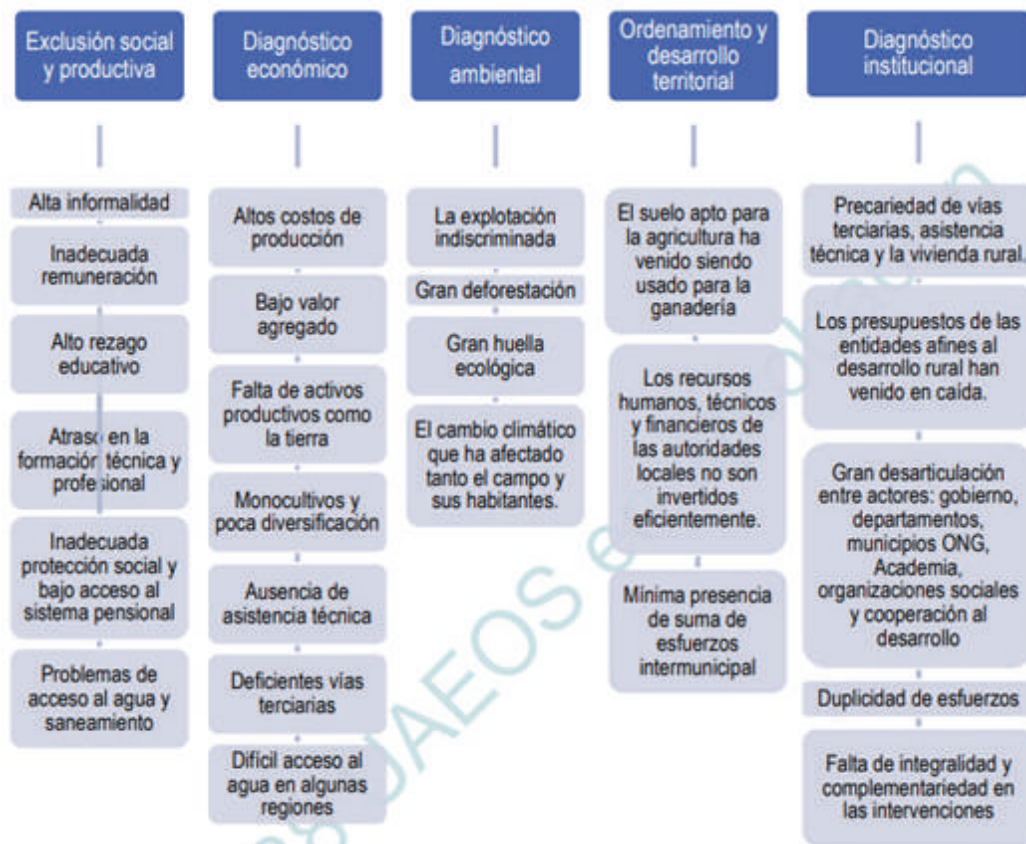 Exclusión social
y productiva
Alta informalidad
Inadecuada
remuneración
Alto rezago
educativo
Atraso en la
formación técnica y
profesional
Inadecuada
protección social y
bajo acceso al
sistema pensional
Problemas de
acceso al agua y
saneamiento
Diagnóstico
económico
Altos costos de
producción
Bajo valor
agregado
Falta de activos
productivos como
la tierra
Monocultivos y
poca diversificación
Ausencia de
asistencia técnica
Deficientes vías
terciarias
Difícil acceso al
agua en algunas
regiones
Diagnóstico
ambiental
La explotación
indiscriminada
Gran deforestación
Gran huella
ecológica
El cambio climático
que ha afectado
tanto el campo y
sus habitantes.
Ordenamiento y
desarrollo
territorial
El suelo apto para
la agricultura ha
venido siendo
usado para la
ganadería
Los recursos
humanos, técnicos
y financieros de
las autoridades
locales no son
invertidos
eficientemente.
Mínima presencia
de suma de
esfuerzos
intermunicipal
Diagnóstico
institucional
Precariedad de vías
terciarias, asistencia
técnica y la vivienda rural.
Los presupuestos de las
entidades afines al
desarrollo rural han
venido en caída.
Gran desarticulación
entre actores: gobierno,
departamentos,
municipios ONG,
Academia,
organizaciones sociales
y cooperación al
desarrollo
Duplicidad de esfuerzos
Falta de integralidad y
complementariedad en
las intervenciones